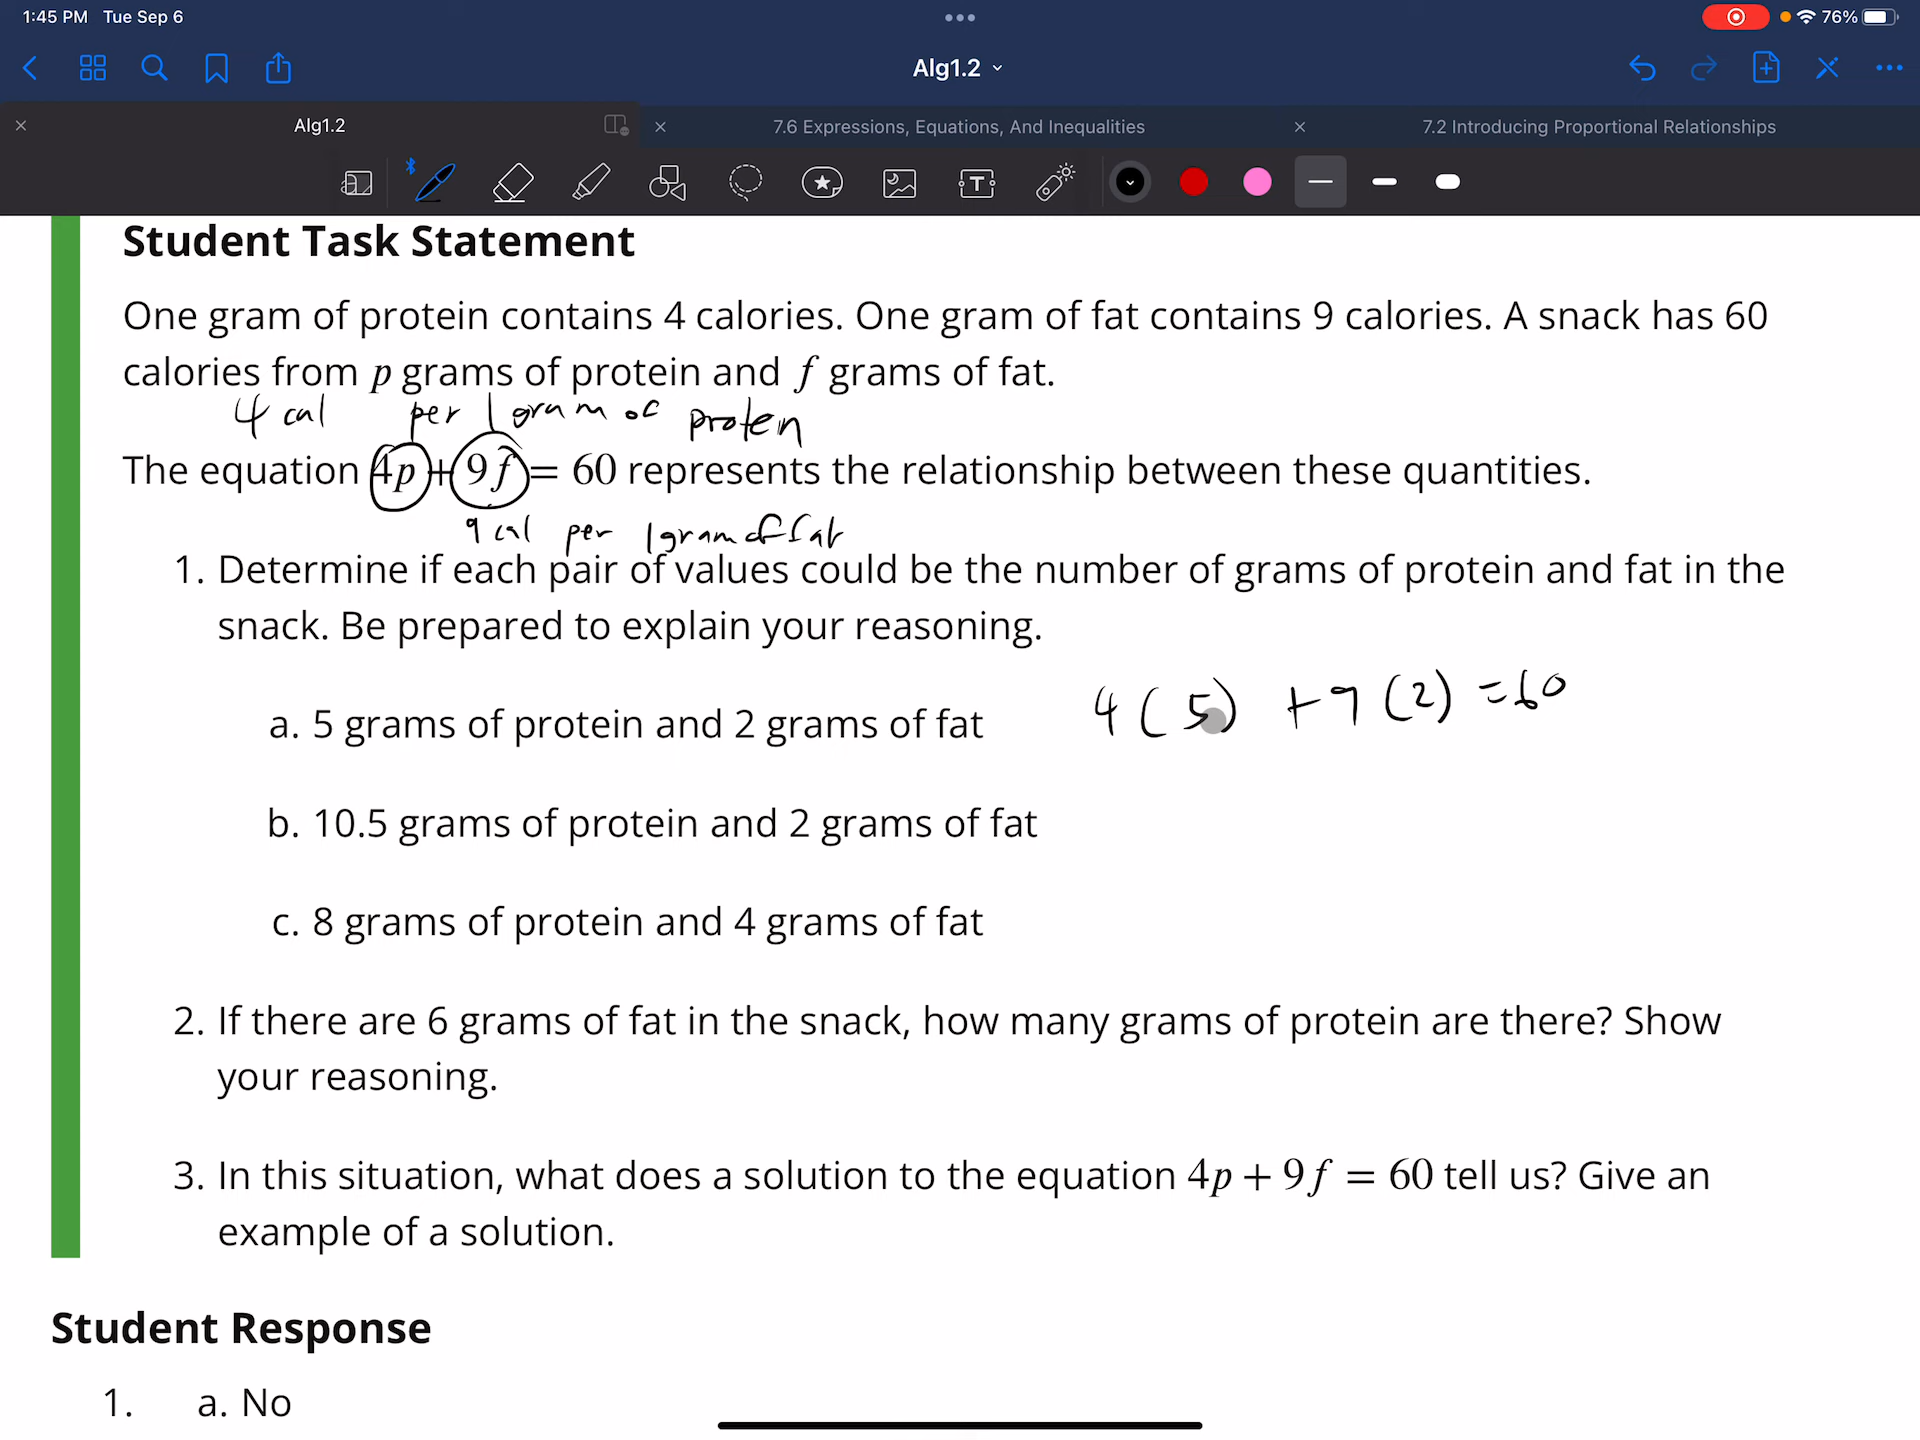 1:45 PM Tue Sep 6
76%
Alg1.2
Alg1.2
7.6 Expressions, Equations, And Inequalities
7.2 Introducing Proportional Relationships
Student Task Statement
One gram of protein contains 4 calories. One gram of fat contains 9 calories. A snack has 60
calories from p grams of protein and f grams of fat.
4 cal per 1 gram of proten
The equation 4p + 9f = 60 represents the relationship between these quantities.
9 cal per 1 gram of fat
1. Determine if each pair of values could be the number of grams of protein and fat in the
snack. Be prepared to explain your reasoning.
a. 5 grams of protein and 2 grams of fat
4 ( 5 ) + 9 ( 2 ) = 60
b. 10.5 grams of protein and 2 grams of fat
c. 8 grams of protein and 4 grams of fat
2. If there are 6 grams of fat in the snack, how many grams of protein are there? Show
your reasoning.
3. In this situation, what does a solution to the equation 4p + 9f = 60 tell us? Give an
example of a solution.
Student Response
1. a. No